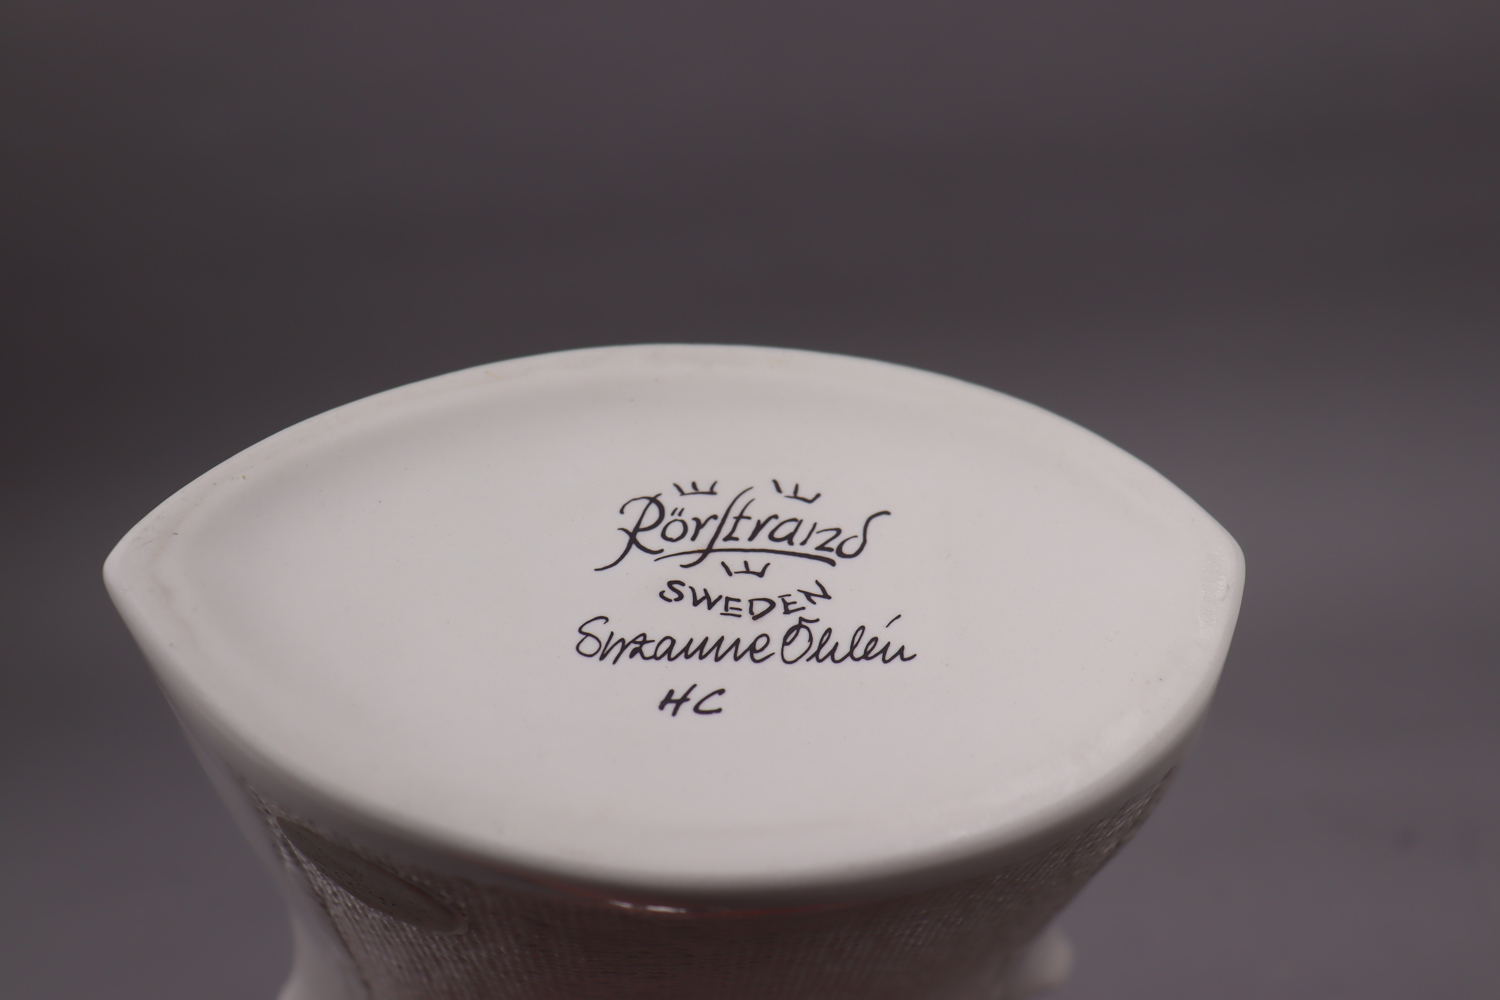 Rörstrand
SWEDEN
Suzanne Öhlén
HC